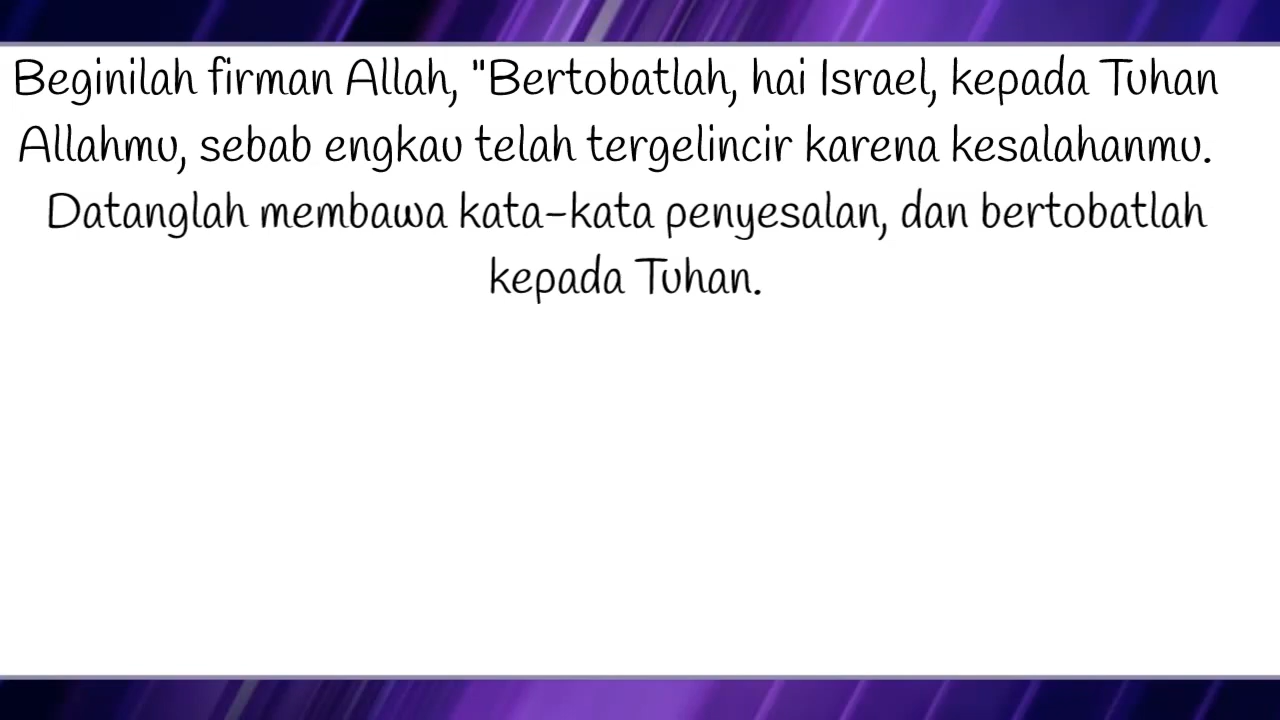 Beginilah firman Allah, "Bertobatlah, hai Israel, kepada Tuhan
Allahmu, sebab engkau telah tergelincir karena kesalahanmu.
Datanglah membawa kata-kata penyesalan, dan bertobatlah
kepada Tuhan.